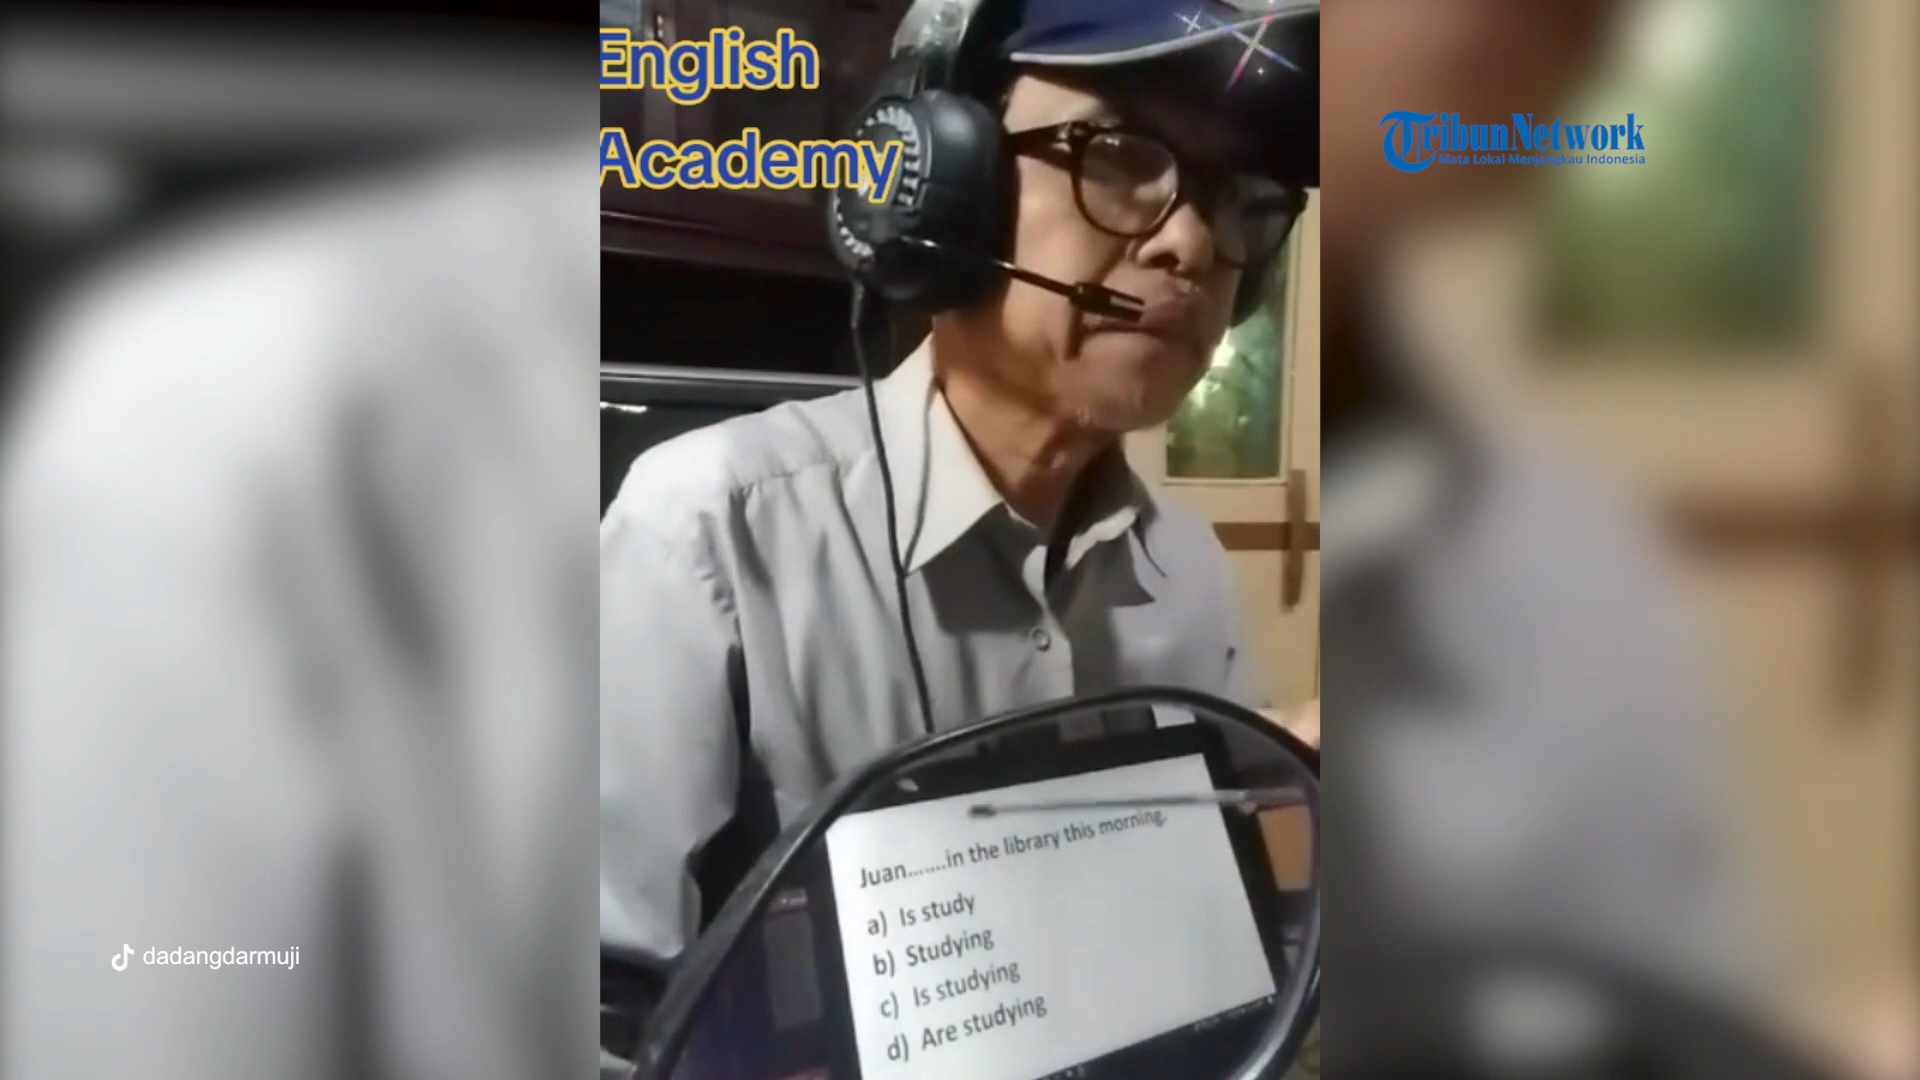 English
Academy
TribunNetwork
Mata Lokal Menjangkau Indonesia
Juan.......in the library this morning.
a) Is study
b) Studying
c) Is studying
d) Are studying
dadangdarmuji